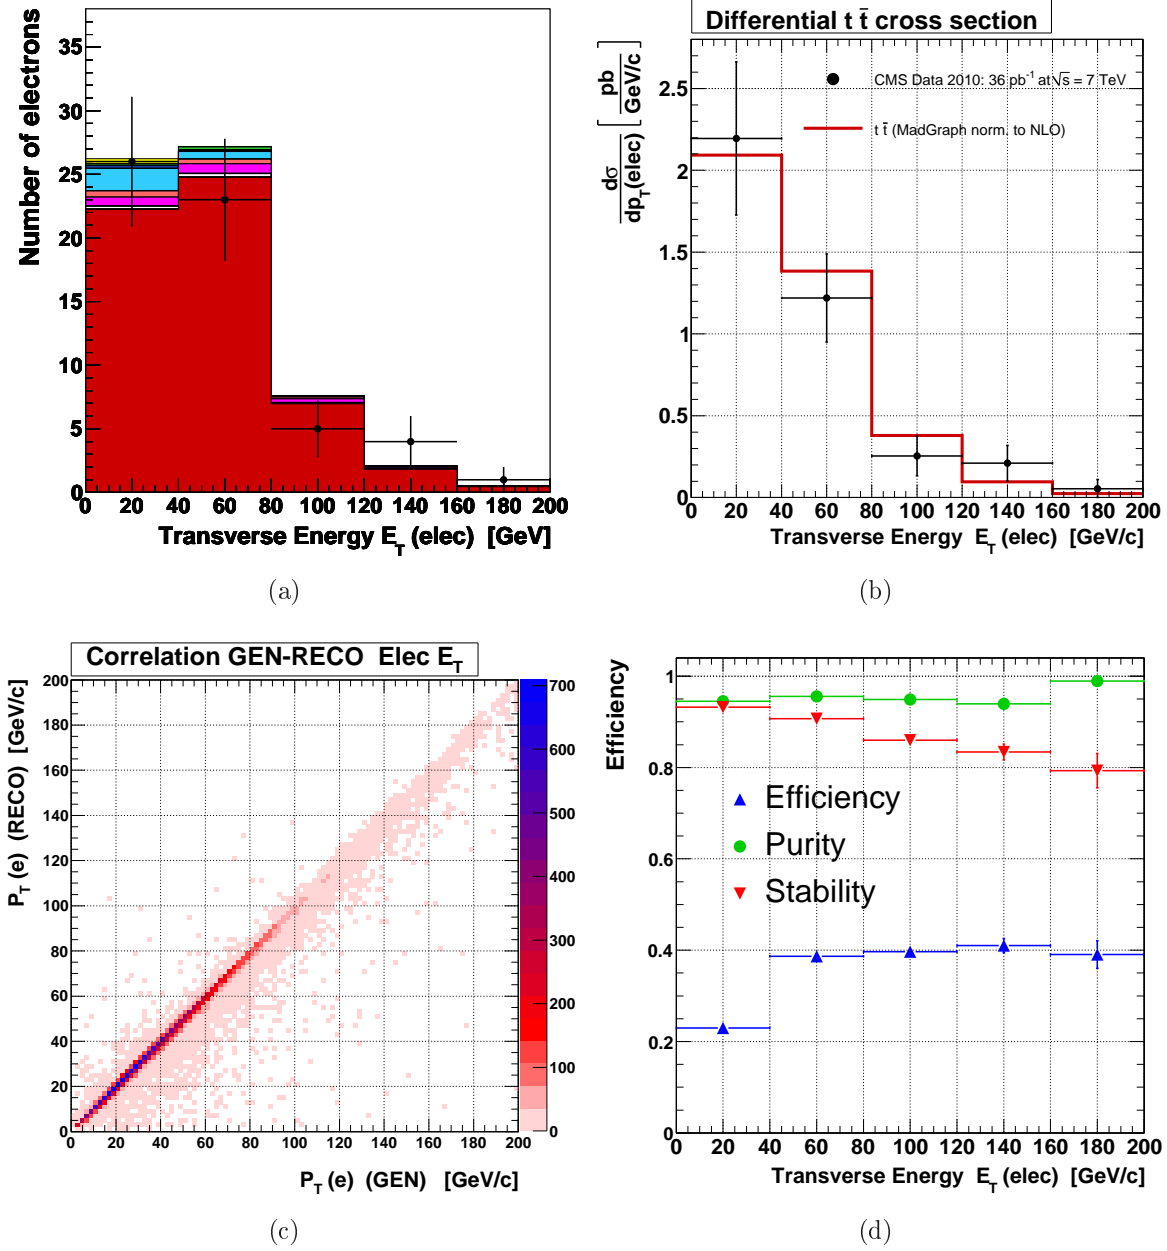 Number of electrons
35
30
25
20
15
10
5
0
0 20 40 60 80 100 120 140 160 180 200
Transverse Energy E_T (elec) [GeV]
(a)
Differential t t̄ cross section
dσ/dp_T(elec) [pb/GeV/c]
CMS Data 2010: 36 pb⁻¹ at √s = 7 TeV
t t̄ (MadGraph norm. to NLO)
2.5
2
1.5
1
0.5
0
0 20 40 60 80 100 120 140 160 180 200
Transverse Energy E_T (elec) [GeV/c]
(b)
Correlation GEN-RECO Elec E_T
P_T (e) (RECO) [GeV/c]
200
180
160
140
120
100
80
60
40
20
0
0 20 40 60 80 100 120 140 160 180 200
P_T (e) (GEN) [GeV/c]
700
600
500
400
300
200
100
0
(c)
Efficiency
1
0.8
0.6
0.4
0.2
0
Efficiency
Purity
Stability
0 20 40 60 80 100 120 140 160 180 200
Transverse Energy E_T (elec) [GeV/c]
(d)